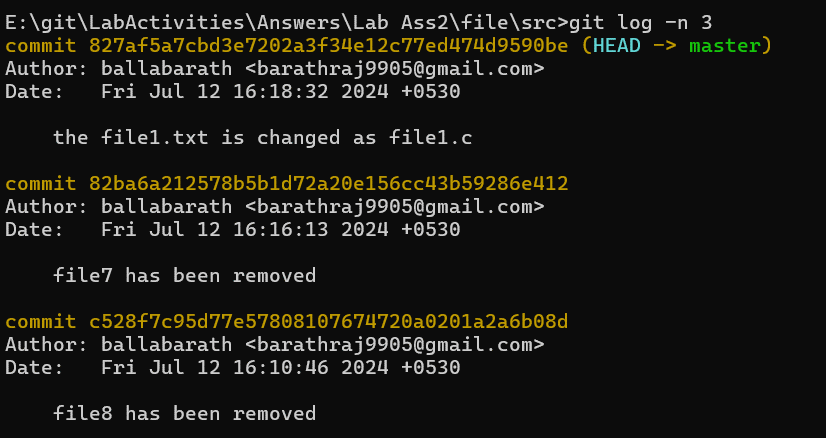 E:\git\LabActivities\Answers\Lab Ass2\file\src>git log -n 3
commit 827af5a7cbd3e7202a3f34e12c77ed474d9590be (HEAD -> master)
Author: ballabarath <barathraj9905@gmail.com>
Date:   Fri Jul 12 16:18:32 2024 +0530
the file1.txt is changed as file1.c
commit 82ba6a212578b5b1d72a20e156cc43b59286e412
Author: ballabarath <barathraj9905@gmail.com>
Date:   Fri Jul 12 16:16:13 2024 +0530
file7 has been removed
commit c528f7c95d77e57808107674720a0201a2a6b08d
Author: ballabarath <barathraj9905@gmail.com>
Date:   Fri Jul 12 16:10:46 2024 +0530
file8 has been removed